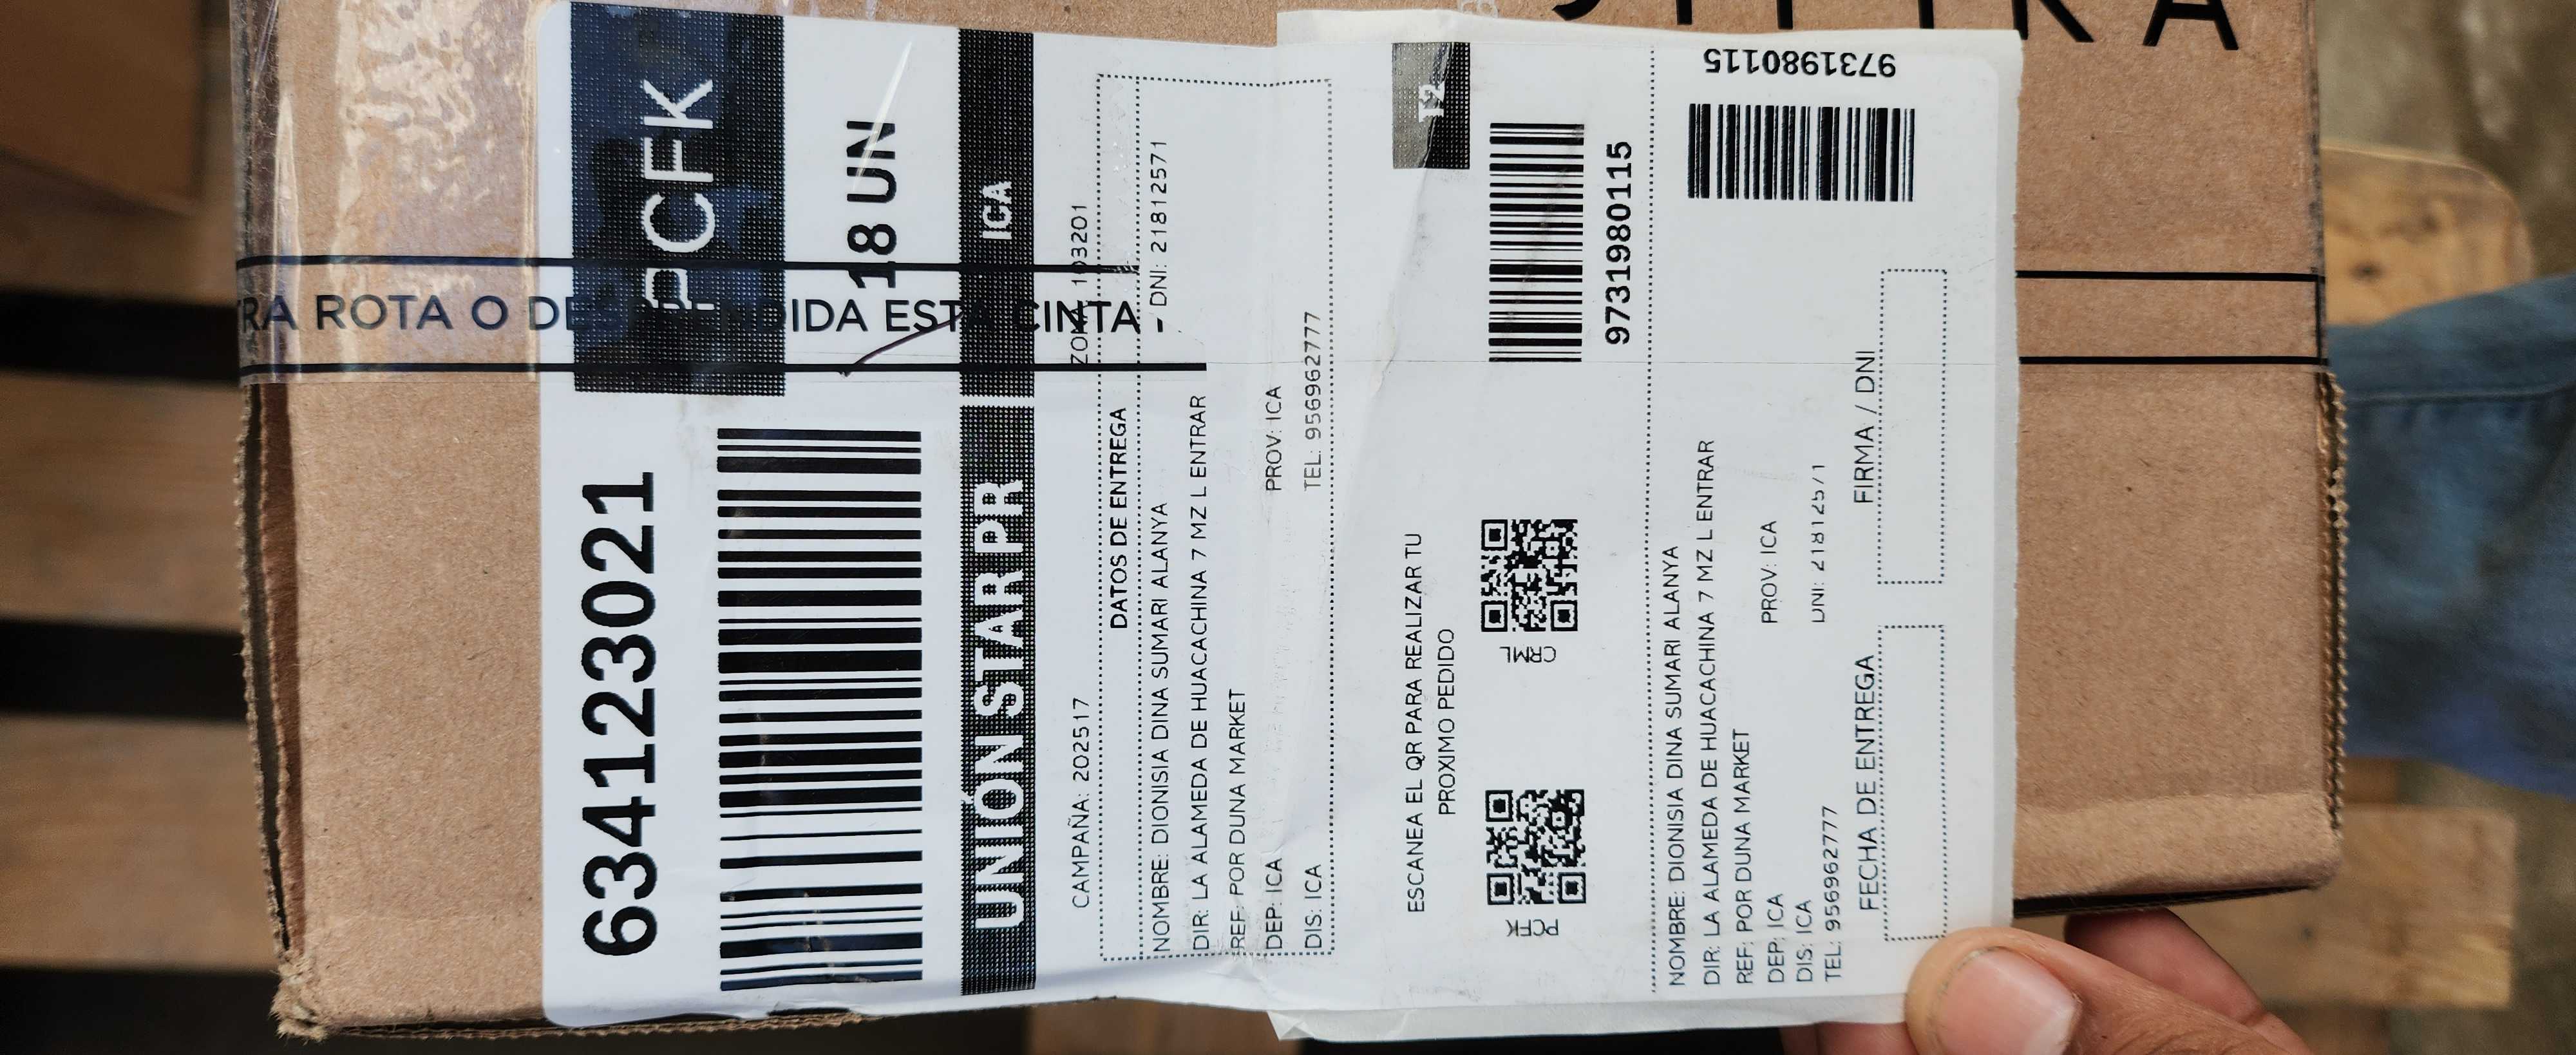 PCFK
6341123021
18 UN
UNION STAR PR ICA
CAMPAÑA: 202517 ZONA 103201
DATOS DE ENTREGA
NOMBRE: DIONISIA DINA SUMARI ALANYA DNI: 21812571
DIR: LA ALAMEDA DE HUACACHINA 7 MZ L ENTRAR
REF: POR DUNA MARKET
DEP: ICA PROV: ICA
DIS: ICA TEL: 956962777
RA ROTA O DES IDA ESTA CINTA
T2
ESCANEA EL QR PARA REALIZAR TU
PROXIMO PEDIDO
PCFK
CRML
9731980115
NOMBRE: DIONISIA DINA SUMARI ALANYA
DIR: LA ALAMEDA DE HUACACHINA 7 MZ L ENTRAR
REF: POR DUNA MARKET
DEP: ICA PROV: ICA
DIS: ICA
TEL: 956962777
9731980115
FECHA DE ENTREGA FIRMA / DNI